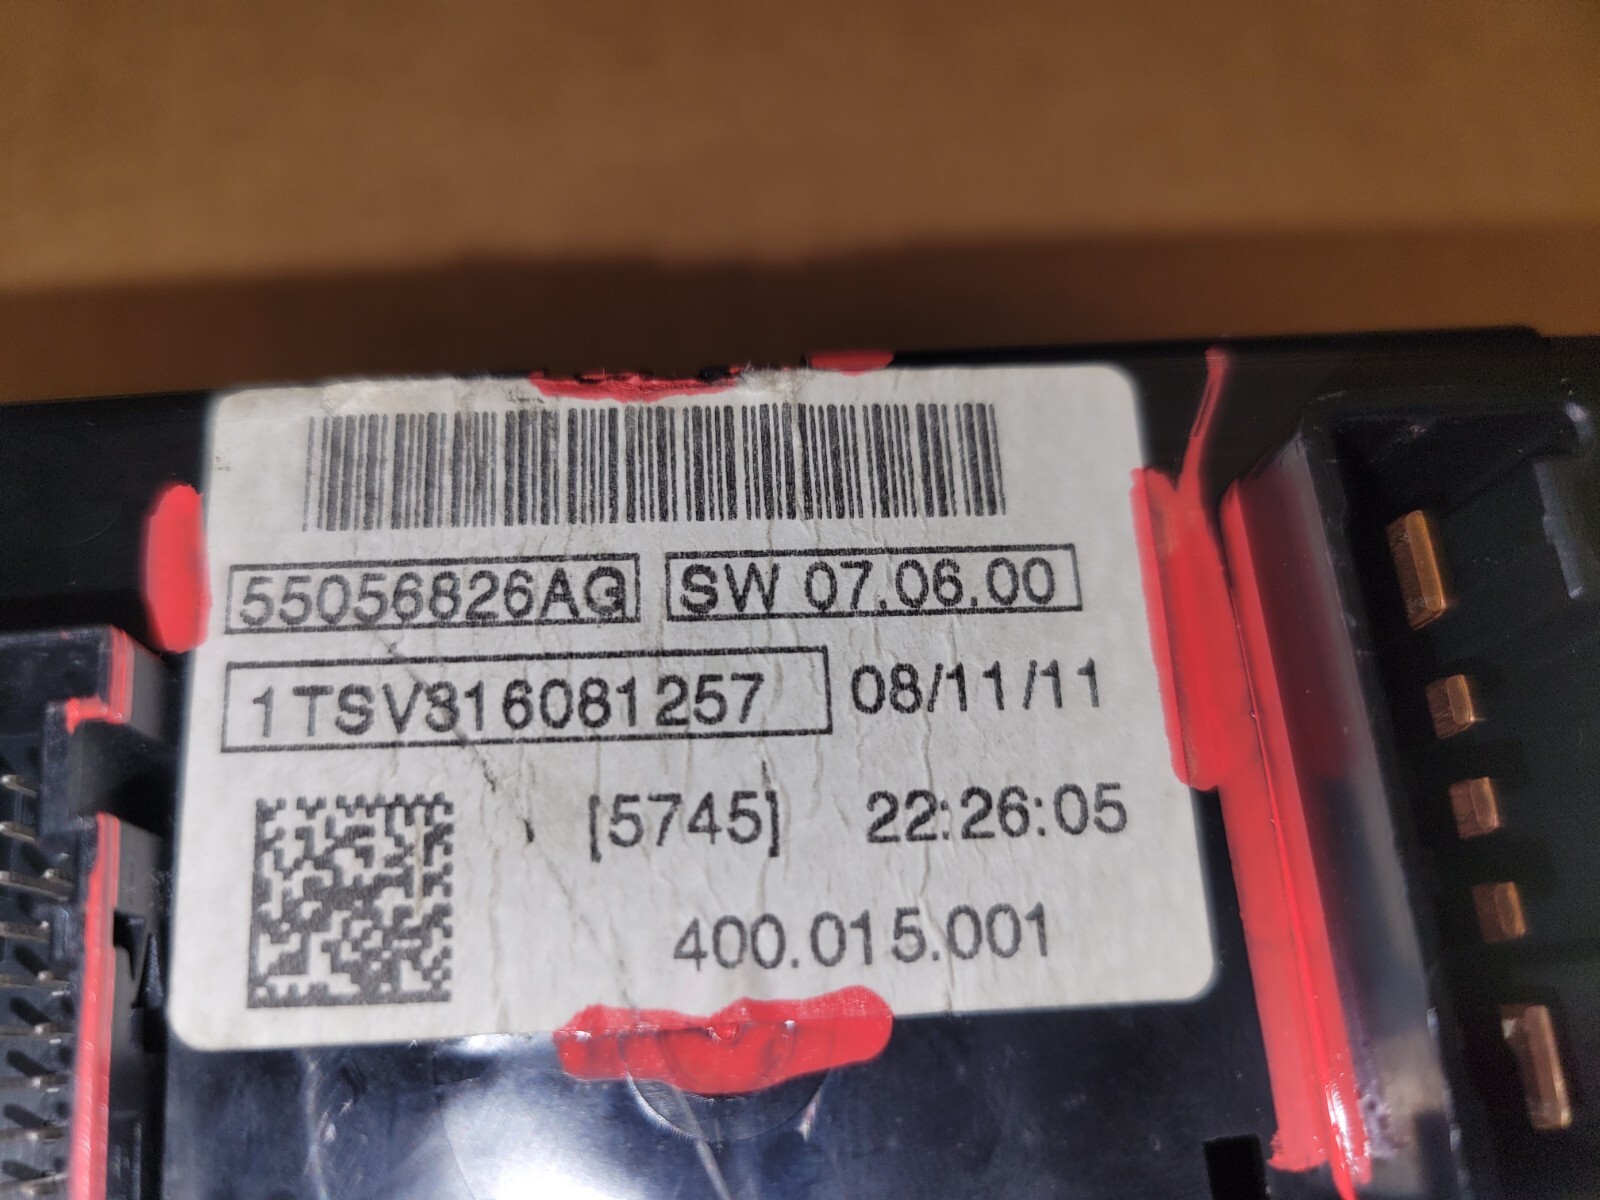 55056826AG SW 07.06.00
1TSV316081257 08/11/11
[5745] 22:26:05
400.015.001